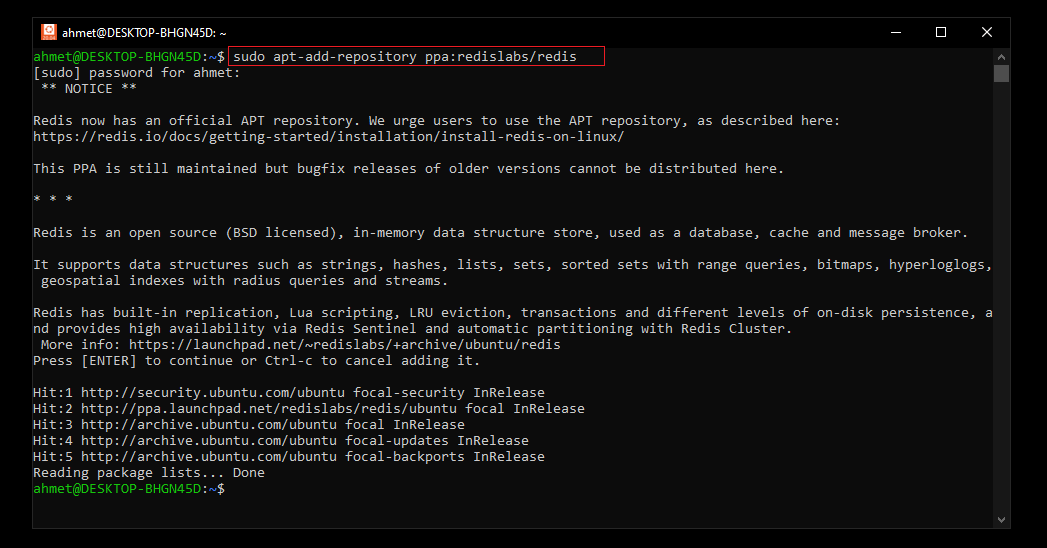 ahmet@DESKTOP-BHGN45D: ~
ahmet@DESKTOP-BHGN45D:~$ sudo apt-add-repository ppa:redislabs/redis
[sudo] password for ahmet:
 ** NOTICE **
Redis now has an official APT repository. We urge users to use the APT repository, as described here:
https://redis.io/docs/getting-started/installation/install-redis-on-linux/
This PPA is still maintained but bugfix releases of older versions cannot be distributed here.
* * *
Redis is an open source (BSD licensed), in-memory data structure store, used as a database, cache and message broker.
It supports data structures such as strings, hashes, lists, sets, sorted sets with range queries, bitmaps, hyperloglogs,
 geospatial indexes with radius queries and streams.
Redis has built-in replication, Lua scripting, LRU eviction, transactions and different levels of on-disk persistence, a
nd provides high availability via Redis Sentinel and automatic partitioning with Redis Cluster.
 More info: https://launchpad.net/~redislabs/+archive/ubuntu/redis
Press [ENTER] to continue or Ctrl-c to cancel adding it.
Hit:1 http://security.ubuntu.com/ubuntu focal-security InRelease
Hit:2 http://ppa.launchpad.net/redislabs/redis/ubuntu focal InRelease
Hit:3 http://archive.ubuntu.com/ubuntu focal InRelease
Hit:4 http://archive.ubuntu.com/ubuntu focal-updates InRelease
Hit:5 http://archive.ubuntu.com/ubuntu focal-backports InRelease
Reading package lists... Done
ahmet@DESKTOP-BHGN45D:~$